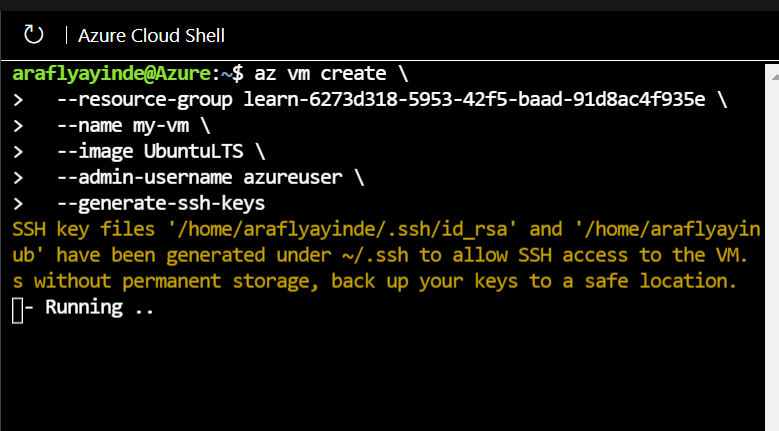 Azure Cloud Shell
araflyayinde@Azure:~$ az vm create \
>   --resource-group learn-6273d318-5953-42f5-baad-91d8ac4f935e \
>   --name my-vm \
>   --image UbuntuLTS \
>   --admin-username azureuser \
>   --generate-ssh-keys
SSH key files '/home/araflyayinde/.ssh/id_rsa' and '/home/araflyayin
ub' have been generated under ~/.ssh to allow SSH access to the VM.
s without permanent storage, back up your keys to a safe location.
- Running ..